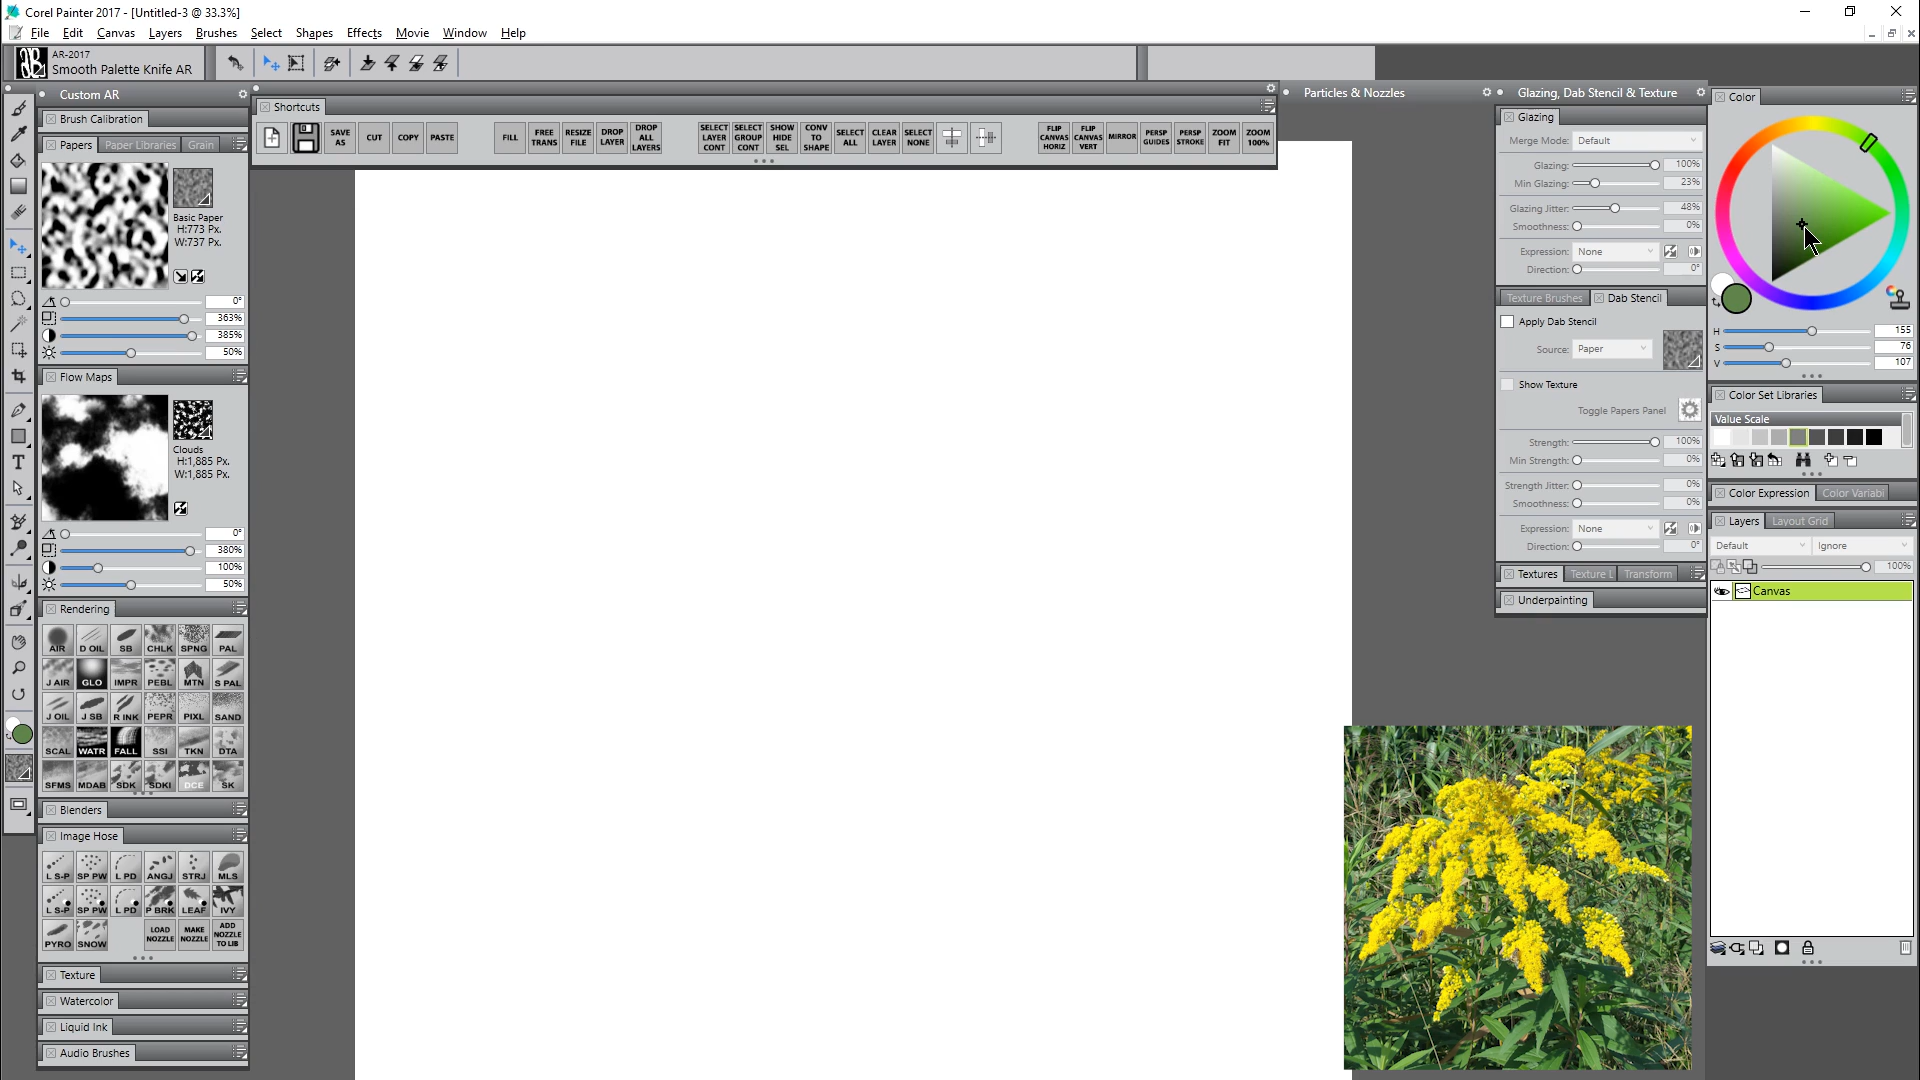 Corel Painter 2017 - [Untitled-3 @ 33.3%]
File Edit Canvas Layers Brushes Select Shapes Effects Movie Window Help
AR-2017
Smooth Palette Knife AR
Custom AR
Brush Calibration
Papers Paper Libraries Grain
Basic Paper
H:773 Px.
W:737 Px.
0°
363%
385%
50%
Flow Maps
Clouds
H:1,885 Px.
W:1,885 Px.
0°
380%
100%
50%
Rendering
AIR D OIL SB CHLK SPNG PAL
J AIR GLO IMPR PEBL MTN S PAL
J OIL J SB R INK PEPR PIXL SAND
SCAL WATR FALL SSI TKN DTA
SFMS MDAB SDK SDKI DCE SK
Blenders
Image Hose
L S-P SP PW L PD ANGJ STRJ MLS
L S-P SP PW L PD P BRK LEAF IVY
PYRO SNOW LOAD NOZZLE MAKE NOZZLE ADD NOZZLE TO LIB
Texture
Watercolor
Liquid Ink
Audio Brushes
Shortcuts
SAVE AS CUT COPY PASTE FILL FREE TRANS RESIZE FILE DROP LAYER DROP ALL LAYERS SELECT LAYER CONT SELECT GROUP CONT SHOW HIDE SEL CONV TO SHAPE SELECT ALL CLEAR LAYER SELECT NONE FLIP CANVAS HORIZ FLIP CANVAS VERT MIRROR PERSP GUIDES PERSP STROKE ZOOM FIT ZOOM 100%
Particles & Nozzles
Glazing, Dab Stencil & Texture
Glazing
Merge Mode: Default
Glazing: 100%
Min Glazing: 23%
Glazing Jitter: 48%
Smoothness: 0%
Expression: None
Direction: 0°
Texture Brushes Dab Stencil
Apply Dab Stencil
Source: Paper
Show Texture
Toggle Papers Panel
Strength: 100%
Min Strength: 0%
Strength Jitter: 0%
Smoothness: 0%
Expression: None
Direction: 0°
Textures Texture L Transform
Underpainting
Color
H 155
S 76
V 107
Color Set Libraries
Value Scale
Color Expression Color Variabi
Layers Layout Grid
Default Ignore
100%
Canvas